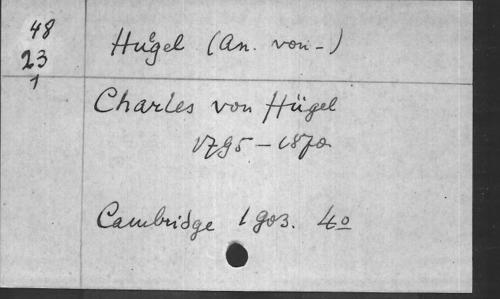 48
23
1
Hügel (An. von -)
Charles von Hügel
1795 - 1870
Cambridge 1903. 4º